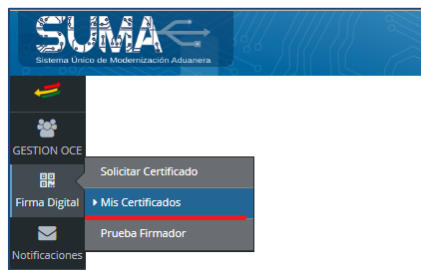 SUMA
Sistema Único de Modernización Aduanera
GESTION OCE
Solicitar Certificado
Firma Digital
Mis Certificados
Prueba Firmador
Notificaciones